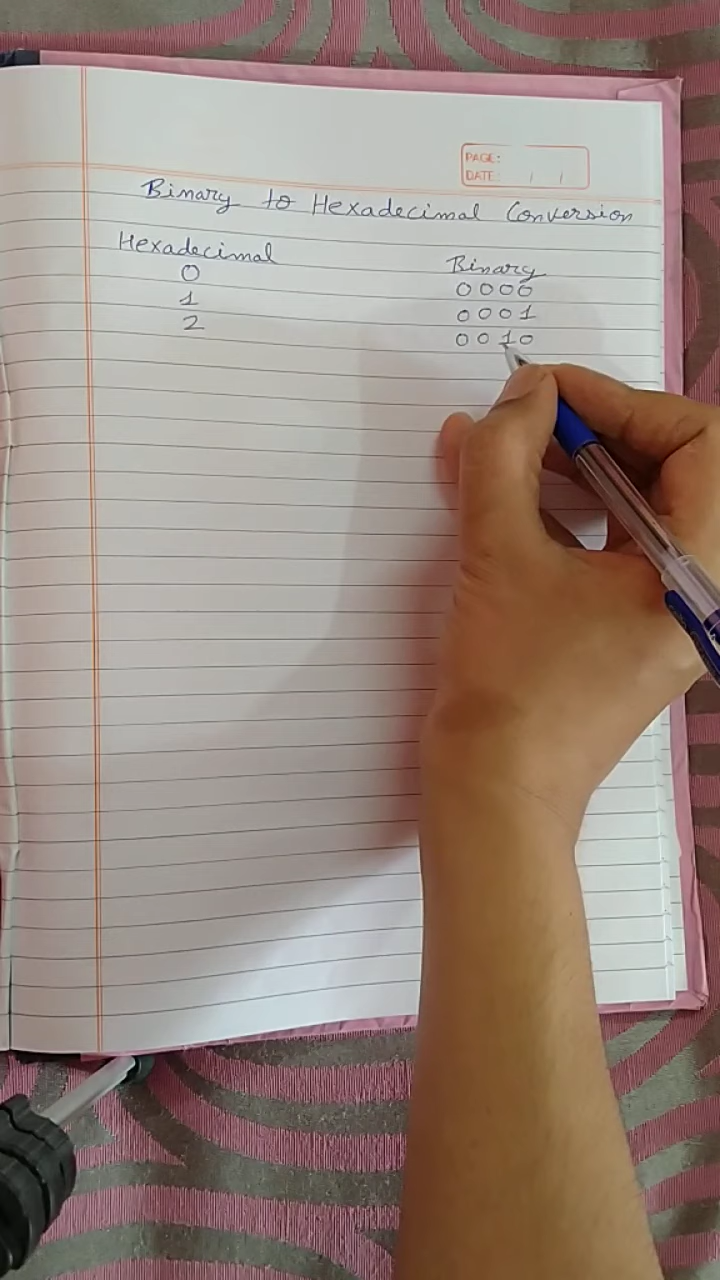 PAGE:
DATE: / /
Binary to Hexadecimal Conversion
Hexadecimal Binary
0 0000
1 0001
2 0010